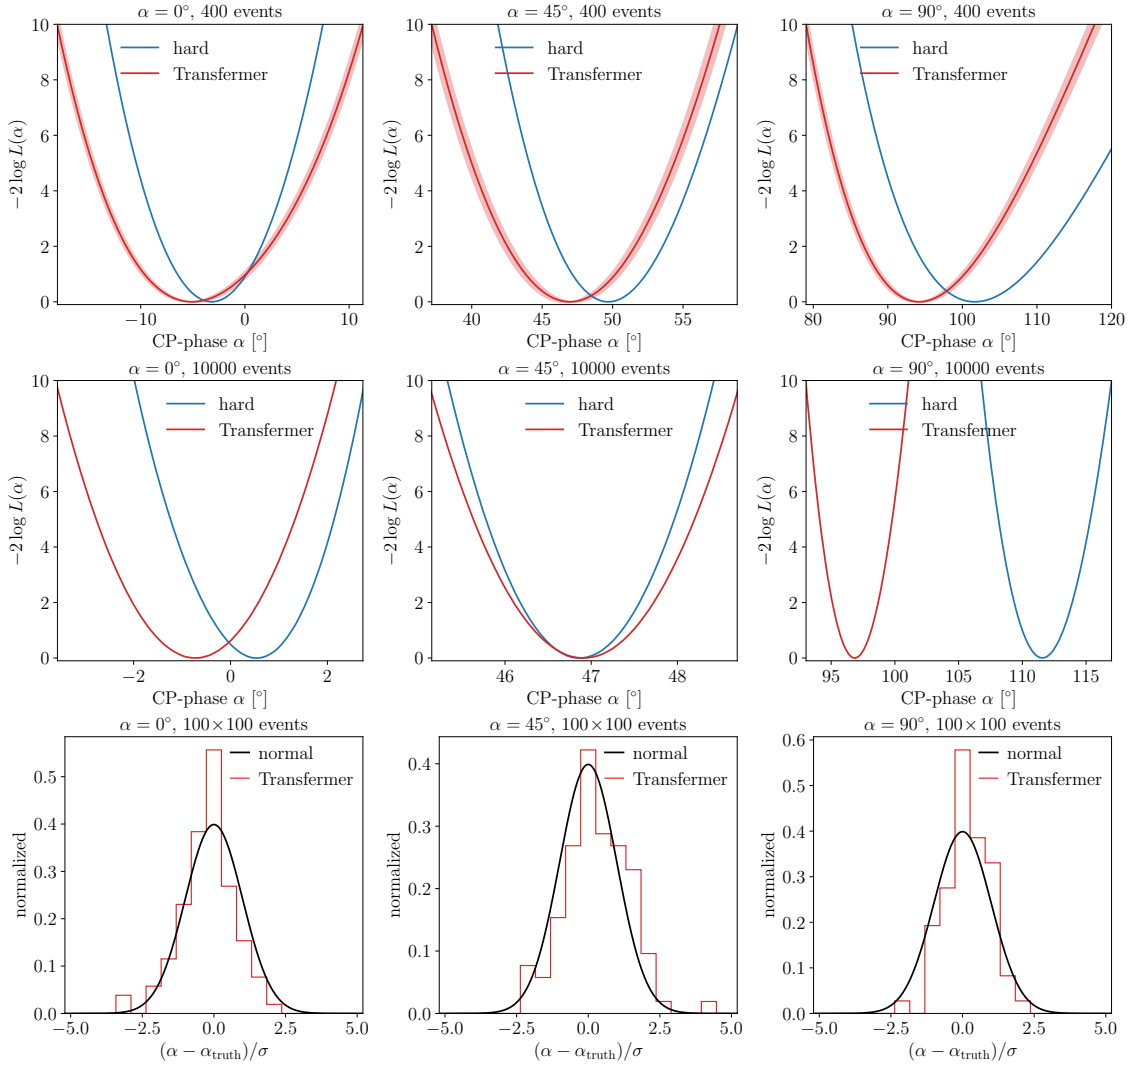 α = 0°, 400 events
10
8
6
4
2
0
−2 log L(α)
hard
Transfermer
−10
0
10
CP-phase α [°]
α = 45°, 400 events
10
8
6
4
2
0
−2 log L(α)
hard
Transfermer
40
45
50
55
CP-phase α [°]
α = 90°, 400 events
10
8
6
4
2
0
−2 log L(α)
hard
Transfermer
80
90
100
110
120
CP-phase α [°]
α = 0°, 10000 events
10
8
6
4
2
0
−2 log L(α)
hard
Transfermer
−2
0
2
CP-phase α [°]
α = 45°, 10000 events
10
8
6
4
2
0
−2 log L(α)
hard
Transfermer
46
47
48
CP-phase α [°]
α = 90°, 10000 events
10
8
6
4
2
0
−2 log L(α)
hard
Transfermer
95
100
105
110
115
CP-phase α [°]
α = 0°, 100×100 events
0.5
0.4
0.3
0.2
0.1
0.0
normalized
normal
Transfermer
−5.0
−2.5
0.0
2.5
5.0
(α − α_truth)/σ
α = 45°, 100×100 events
0.4
0.3
0.2
0.1
0.0
normalized
normal
Transfermer
−5.0
−2.5
0.0
2.5
5.0
(α − α_truth)/σ
α = 90°, 100×100 events
0.6
0.5
0.4
0.3
0.2
0.1
0.0
normalized
normal
Transfermer
−5.0
−2.5
0.0
2.5
5.0
(α − α_truth)/σ